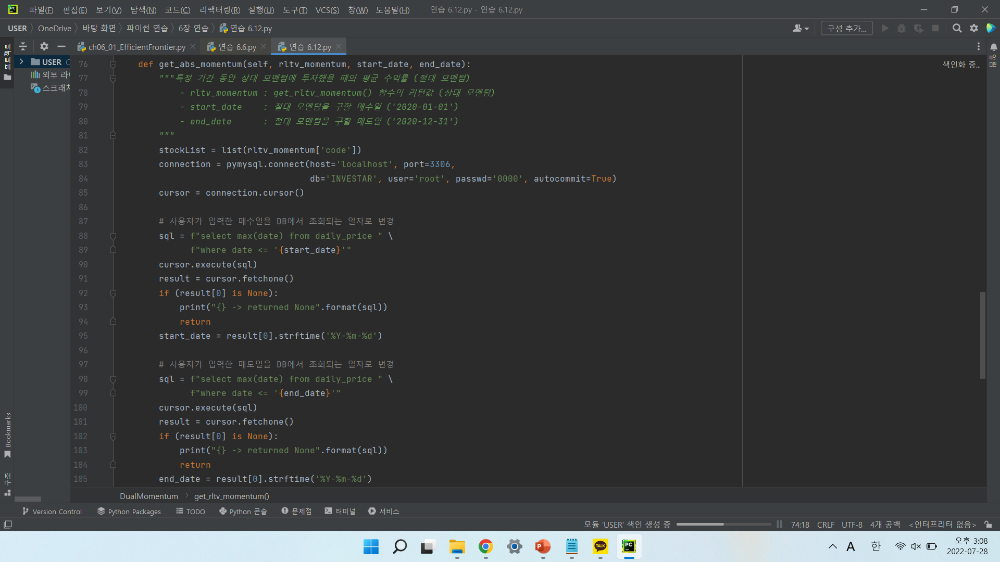 파일(F) 편집(E) 보기(V) 탐색(N) 코드(C) 리팩터링(R) 실행(U) 도구(T) VCS(S) 창(W) 도움말(H) 연습 6.12.py - 연습 6.12.py
USER OneDrive 바탕 화면 파이썬 연습 6장 연습 연습 6.12.py 구성 추가...
프로젝트
ch06_01_EfficientFrontier.py 연습 6.6.py 연습 6.12.py
알림
USER
외부 라이
스크래치
색인화 중...
76 def get_abs_momentum(self, rltv_momentum, start_date, end_date):
77 """특정 기간 동안 상대 모멘텀에 투자했을 때의 평균 수익률 (절대 모멘텀)
78 - rltv_momentum : get_rltv_momentum() 함수의 리턴값 (상대 모멘텀)
79 - start_date : 절대 모멘텀을 구할 매수일 ('2020-01-01')
80 - end_date : 절대 모멘텀을 구할 매도일 ('2020-12-31')
81 """
82 stockList = list(rltv_momentum['code'])
83 connection = pymysql.connect(host='localhost', port=3306,
84 db='INVESTAR', user='root', passwd='0000', autocommit=True)
85 cursor = connection.cursor()
86
87 # 사용자가 입력한 매수일을 DB에서 조회되는 일자로 변경
88 sql = f"select max(date) from daily_price " \
89 f"where date <= '{start_date}'"
90 cursor.execute(sql)
91 result = cursor.fetchone()
92 if (result[0] is None):
93 print("{} -> returned None".format(sql))
94 return
95 start_date = result[0].strftime('%Y-%m-%d')
96
97 # 사용자가 입력한 매도일을 DB에서 조회되는 일자로 변경
98 sql = f"select max(date) from daily_price " \
99 f"where date <= '{end_date}'"
100 cursor.execute(sql)
101 result = cursor.fetchone()
102 if (result[0] is None):
103 print("{} -> returned None".format(sql))
104 return
105 end_date = result[0].strftime('%Y-%m-%d')
Bookmarks
구조
DualMomentum get_rltv_momentum()
Version Control Python Packages TODO Python 콘솔 문제점 터미널 서비스
모듈 'USER' 색인 생성 중 74:18 CRLF UTF-8 4개 공백 <인터프리터 없음>
PC TALK P A 한
오후 3:08
2022-07-28